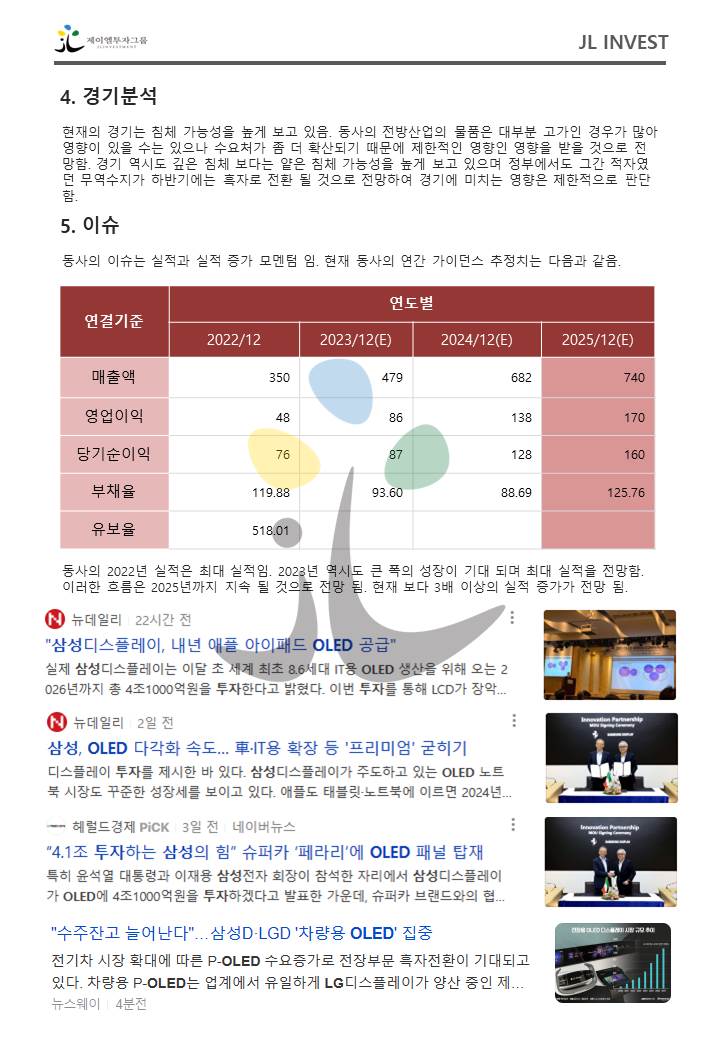 제이엘투자그룹
JLINVESTMENT
JL INVEST
4. 경기분석
현재의 경기는 침체 가능성을 높게 보고 있음. 동사의 전방산업의 물품은 대부분 고가인 경우가 많아
영향이 있을 수는 있으나 수요처가 좀 더 확산되기 때문에 제한적인 영향인 영향을 받을 것으로 전
망함. 경기 역시도 깊은 침체 보다는 얕은 침체 가능성을 높게 보고 있으며 정부에서도 그간 적자였
던 무역수지가 하반기에는 흑자로 전환 될 것으로 전망하여 경기에 미치는 영향은 제한적으로 판단
함.
5. 이슈
동사의 이슈는 실적과 실적 증가 모멘텀 임. 현재 동사의 연간 가이던스 추정치는 다음과 같음.
연결기준 연도별
2022/12 2023/12(E) 2024/12(E) 2025/12(E)
매출액 350 479 682 740
영업이익 48 86 138 170
당기순이익 76 87 128 160
부채율 119.88 93.60 88.69 125.76
유보율 518.01
동사의 2022년 실적은 최대 실적임. 2023년 역시도 큰 폭의 성장이 기대 되며 최대 실적을 전망함.
이러한 흐름은 2025년까지 지속 될 것으로 전망 됨. 현재 보다 3배 이상의 실적 증가가 전망 됨.
뉴데일리 22시간 전
"삼성디스플레이, 내년 애플 아이패드 OLED 공급"
실제 삼성디스플레이는 이달 초 세계 최초 8.6세대 IT용 OLED 생산을 위해 오는 2
026년까지 총 4조1000억원을 투자한다고 밝혔다. 이번 투자를 통해 LCD가 장악...
뉴데일리 2일 전
삼성, OLED 다각화 속도... 車·IT용 확장 등 '프리미엄' 굳히기
디스플레이 투자를 제시한 바 있다. 삼성디스플레이가 주도하고 있는 OLED 노트
북 시장도 꾸준한 성장세를 보이고 있다. 애플도 태블릿·노트북에 이르면 2024년...
Innovation Partnership
MOU Signing Ceremony
SAMSUNG DISPLAY
헤럴드경제 PiCK 3일 전 네이버뉴스
“4.1조 투자하는 삼성의 힘” 슈퍼카 ‘페라리’에 OLED 패널 탑재
특히 윤석열 대통령과 이재용 삼성전자 회장이 참석한 자리에서 삼성디스플레이
가 OLED에 4조1000억원을 투자하겠다고 발표한 가운데, 슈퍼카 브랜드와의 협...
Innovation Partnership
MOU Signing Ceremony
SAMSUNG DISPLAY
"수주잔고 늘어난다"…삼성D·LGD '차량용 OLED' 집중
전기차 시장 확대에 따른 P-OLED 수요증가로 전장부문 흑자전환이 기대되고
있다. 차량용 P-OLED는 업계에서 유일하게 LG디스플레이가 양산 중인 제...
뉴스웨이 4분전
전장용 OLED 디스플레이 시장 규모 추이